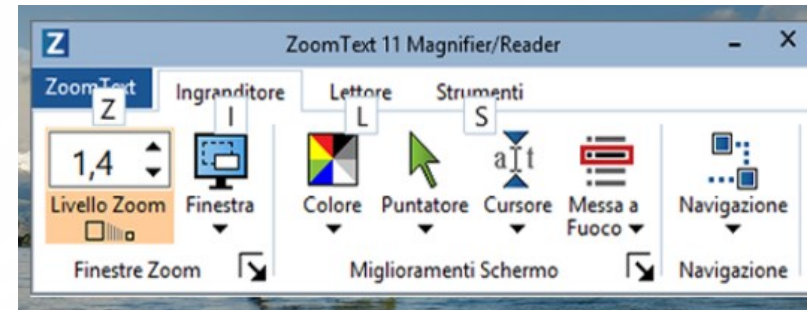 Z ZoomText 11 Magnifier/Reader
ZoomText Ingranditore Lettore Strumenti
Z I L S
1,4
Livello Zoom Finestra Colore Puntatore Cursore Messa a Navigazione
Fuoco
Finestre Zoom Miglioramenti Schermo Navigazione